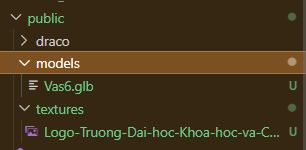 public
draco
models
Vas6.glb U
textures
Logo-Truong-Dai-hoc-Khoa-hoc-va-C... U